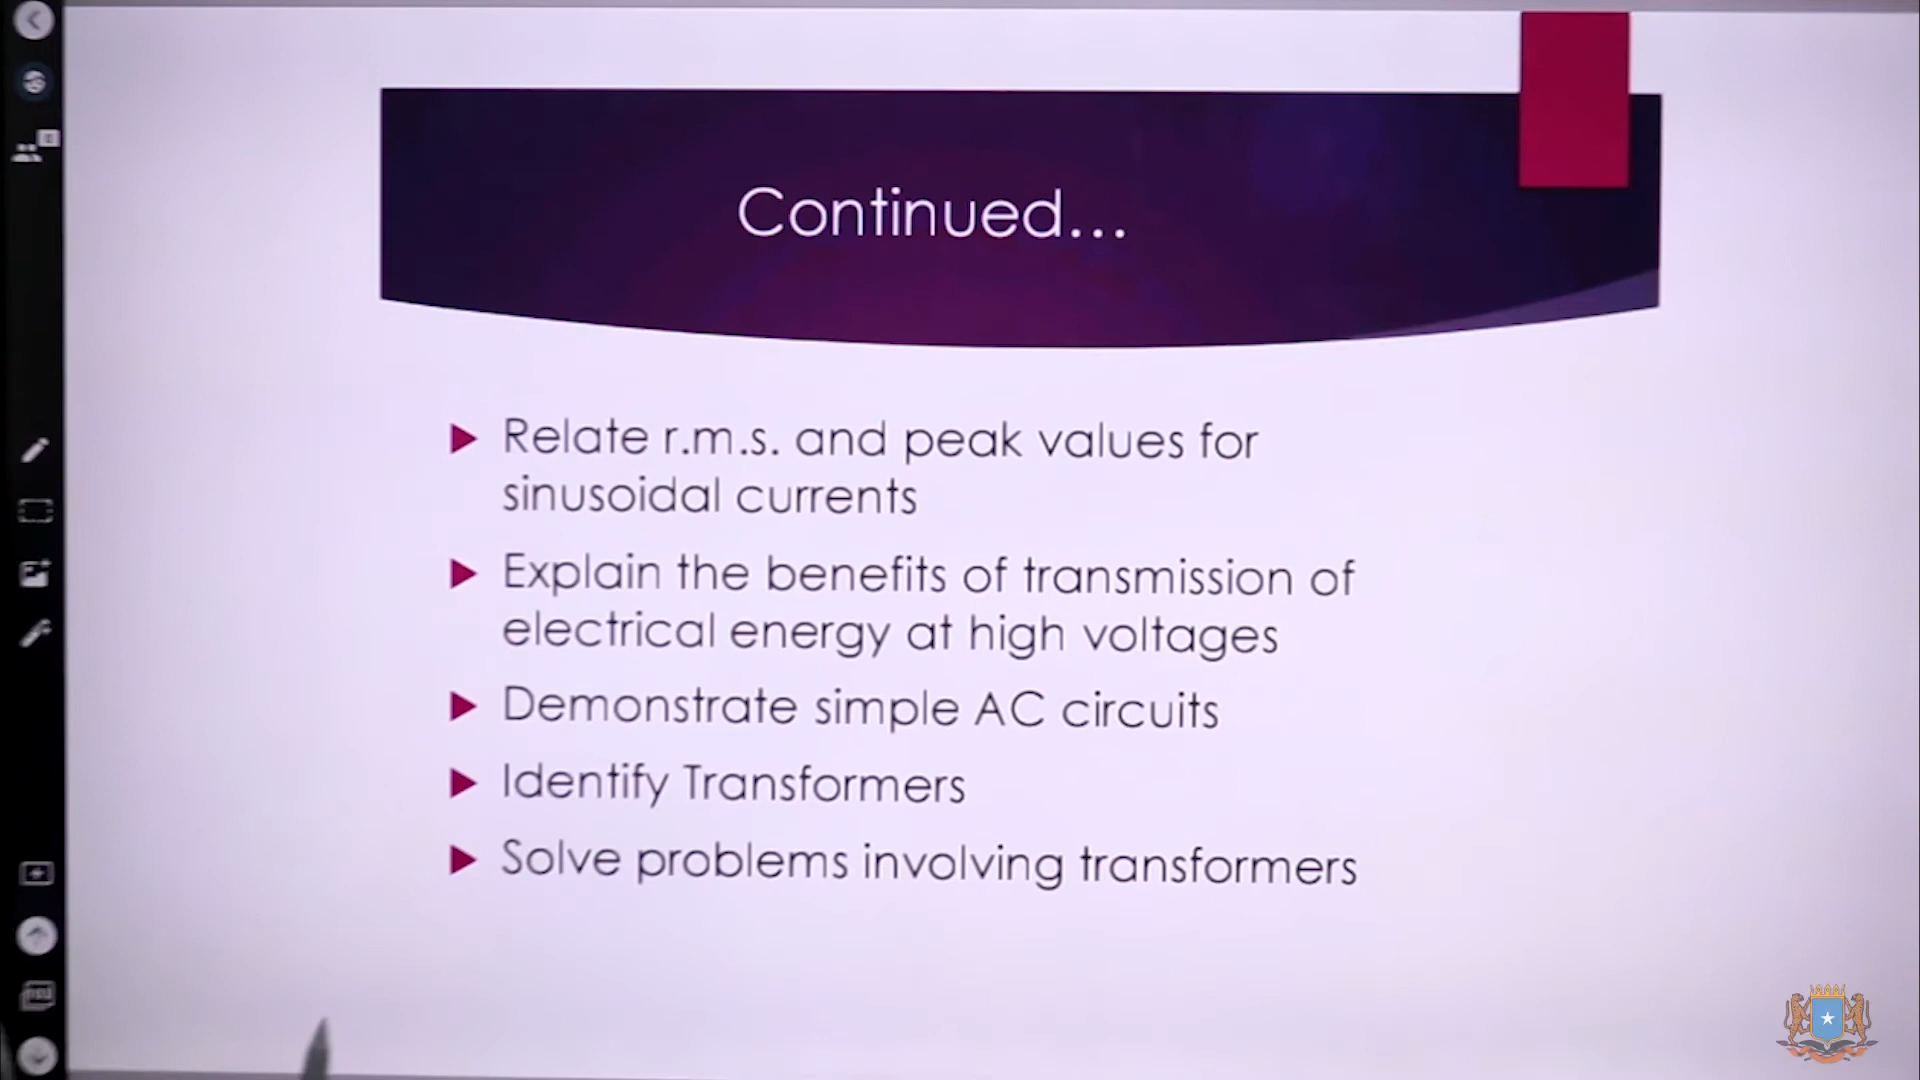 Continued...
Relate r.m.s. and peak values for
sinusoidal currents
Explain the benefits of transmission of
electrical energy at high voltages
Demonstrate simple AC circuits
Identify Transformers
Solve problems involving transformers